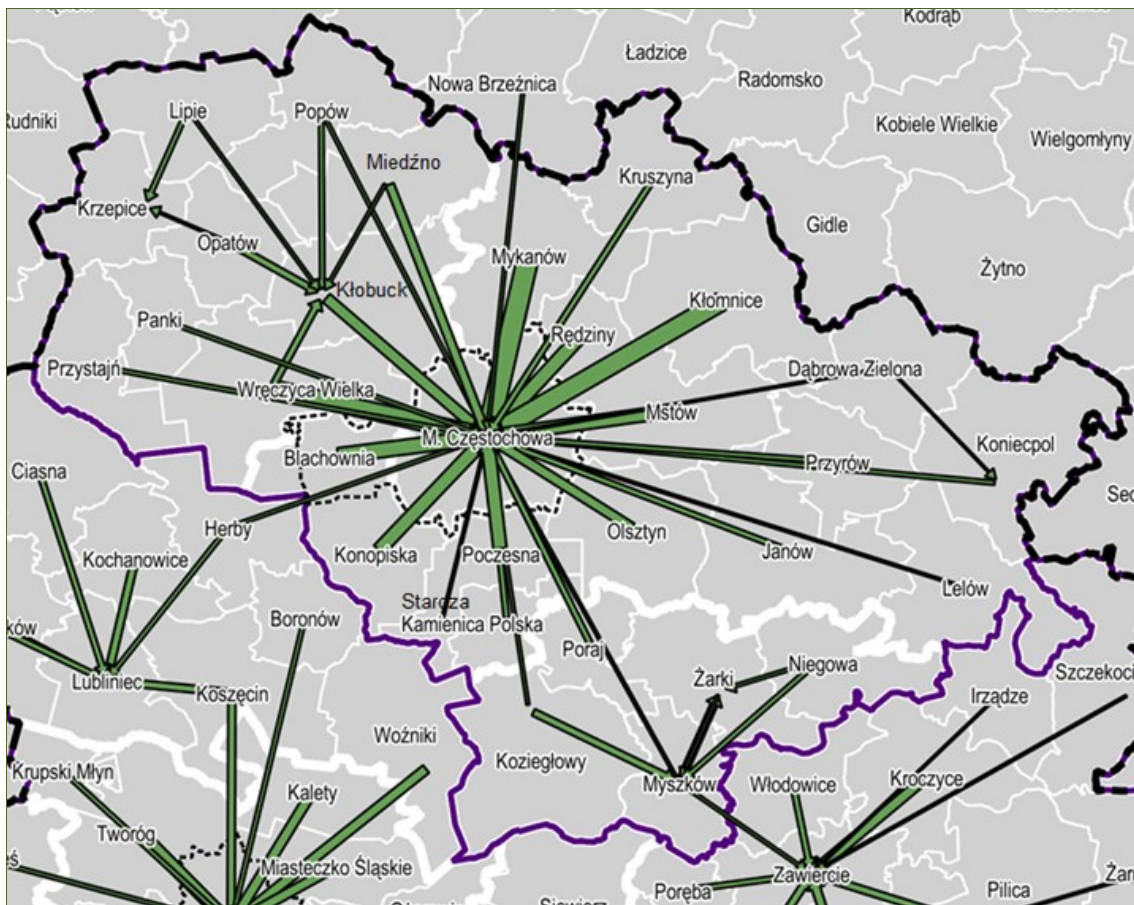 Kodrąb
Ładzice
Nowa Brzeźnica
Radomsko
Lipie
Popów
Rudniki
Kobiele Wielkie
Wielgomłyny
Miedźno
Kruszyna
Krzepice
Gidle
Opatów
Mykanów
Żytno
Kłobuck
Kłomnice
Panki
Rędziny
Przystajń
Dąbrowa Zielona
Wręczyca Wielka
Mstów
M. Częstochowa
Koniecpol
Blachownia
Przyrów
Ciasna
Herby
Olsztyn
Konopiska
Poczesna
Janów
Kochanowice
Lelów
Starcza
Kamienica Polska
Boronów
ków
Poraj
Niegowa
Żarki
Szczekoci
Lubliniec
Koszęcin
Irządze
Woźniki
Koziegłowy
Krupski Młyn
Myszków
Włodowice
Kroczyce
Kalety
Tworóg
Miasteczko Śląskie
Zawiercie
Poręba
Pilica